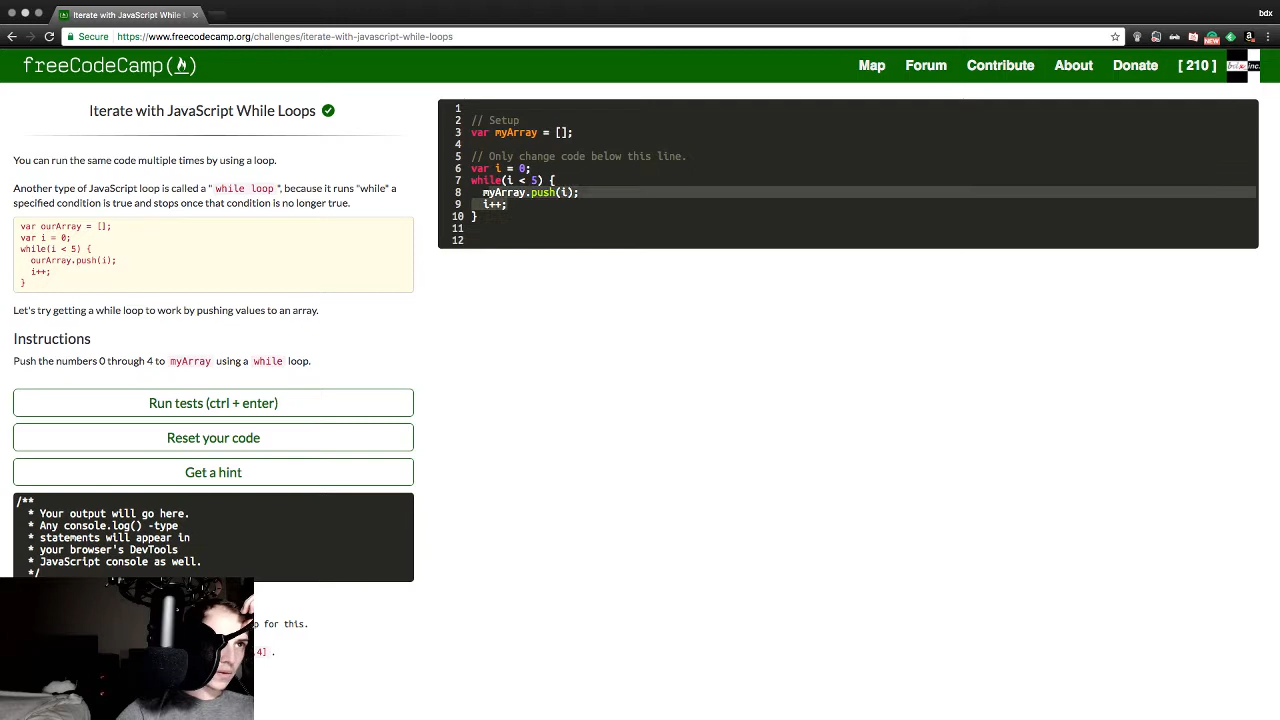 Iterate with JavaScript While L
bdx
Secure
https://www.freecodecamp.org/challenges/iterate-with-javascript-while-loops
NEW
freeCodeCamp
Map
Forum
Contribute
About
Donate
[ 210 ]
inc.
Iterate with JavaScript While Loops
You can run the same code multiple times by using a loop.
Another type of JavaScript loop is called a " while loop ", because it runs "while" a
specified condition is true and stops once that condition is no longer true.
var ourArray = [];
var i = 0;
while(i < 5) {
ourArray.push(i);
i++;
}
Let's try getting a while loop to work by pushing values to an array.
Instructions
Push the numbers 0 through 4 to myArray using a while loop.
Run tests (ctrl + enter)
Reset your code
Get a hint
/**
* Your output will go here.
* Any console.log() -type
* statements will appear in
* your browser's DevTools
* JavaScript console as well.
*/
p for this.
,4] .
1
2 // Setup
3 var myArray = [];
4
5 // Only change code below this line.
6 var i = 0;
7 while(i < 5) {
8 myArray.push(i);
9 i++;
10 }
11
12